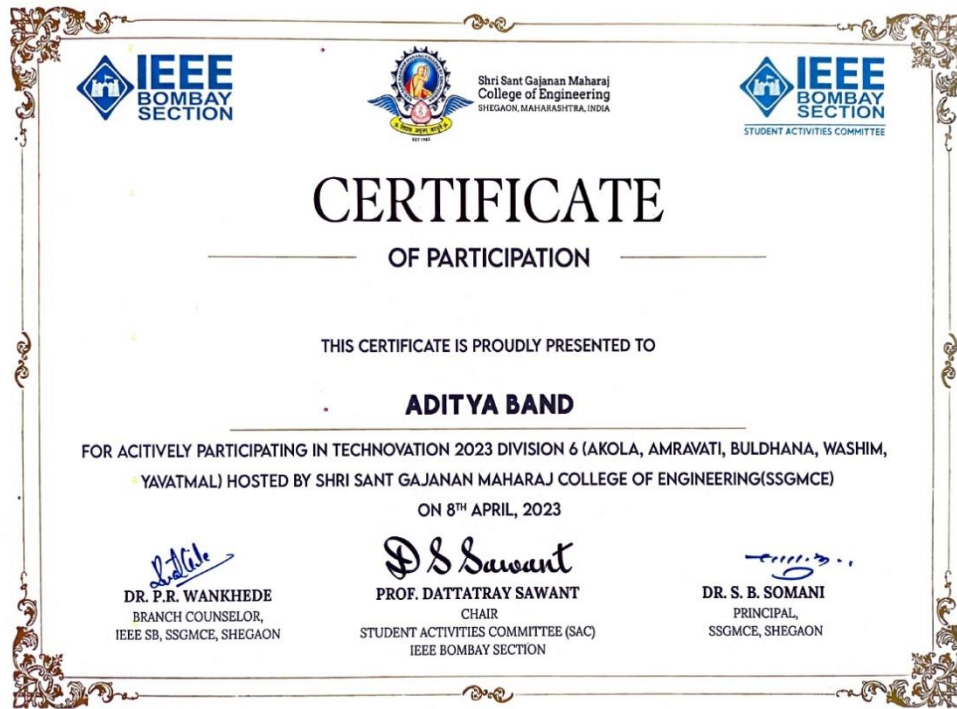 IEEE
BOMBAY
SECTION
Shri Sant Gajanan Maharaj
College of Engineering
SHEGAON, MAHARASHTRA, INDIA
IEEE
BOMBAY
SECTION
STUDENT ACTIVITIES COMMITTEE
CERTIFICATE
OF PARTICIPATION
THIS CERTIFICATE IS PROUDLY PRESENTED TO
ADITYA BAND
FOR ACITIVELY PARTICIPATING IN TECHNOVATION 2023 DIVISION 6 (AKOLA, AMRAVATI, BULDHANA, WASHIM,
YAVATMAL) HOSTED BY SHRI SANT GAJANAN MAHARAJ COLLEGE OF ENGINEERING(SSGMCE)
ON 8TH APRIL, 2023
D S Sawant
DR. P.R. WANKHEDE
BRANCH COUNSELOR,
IEEE SB, SSGMCE, SHEGAON
PROF. DATTATRAY SAWANT
CHAIR
STUDENT ACTIVITIES COMMITTEE (SAC)
IEEE BOMBAY SECTION
DR. S. B. SOMANI
PRINCIPAL,
SSGMCE, SHEGAON